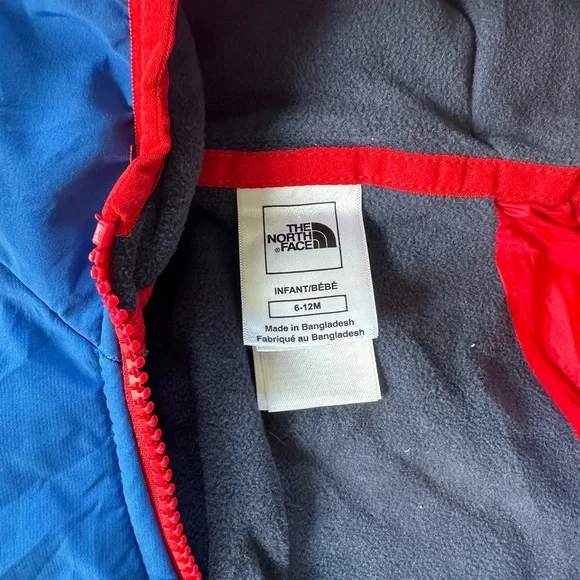 THE
NORTH
FACE®
INFANT/BÉBÉ
6-12M
Made in Bangladesh
Fabriqué au Bangladesh